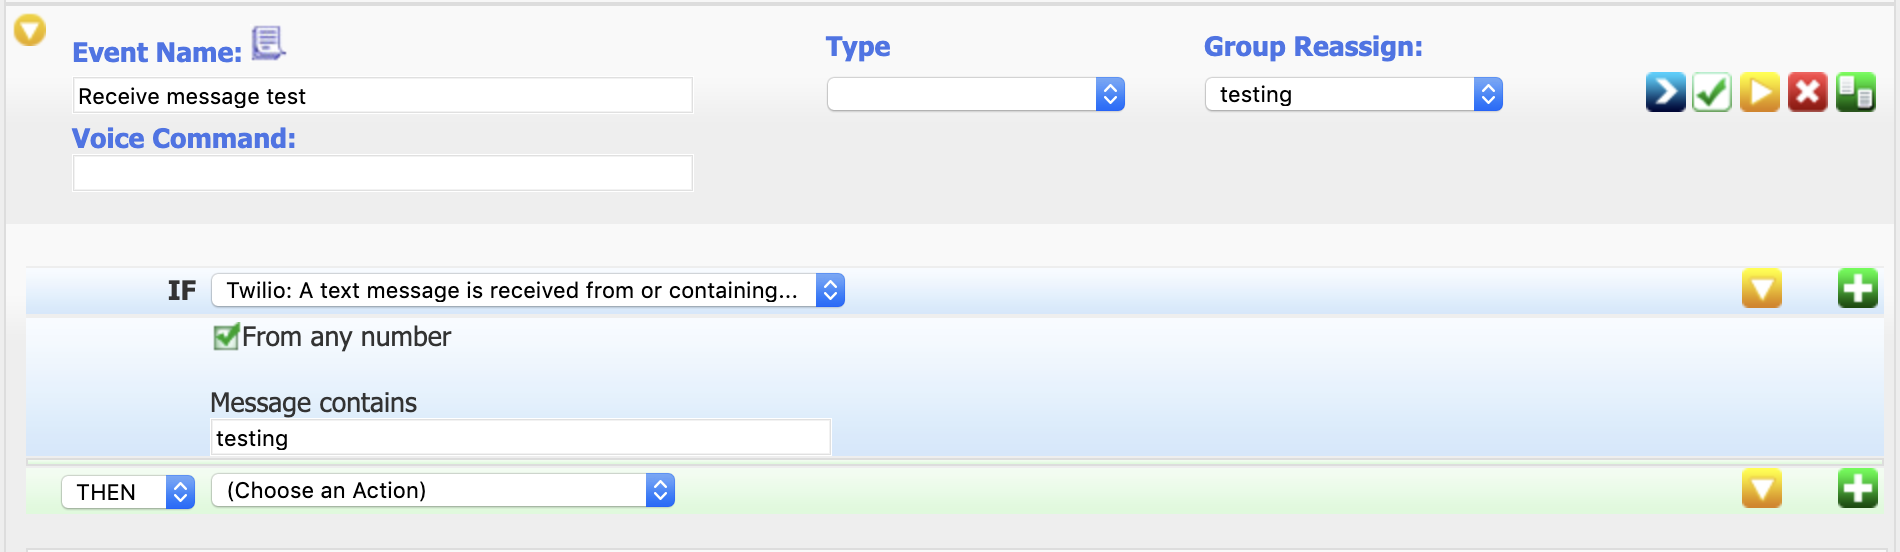 Event Name:
Type
Group Reassign:
Receive message test
testing
Voice Command:
IF
Twilio: A text message is received from or containing...
From any number
Message contains
testing
THEN
(Choose an Action)